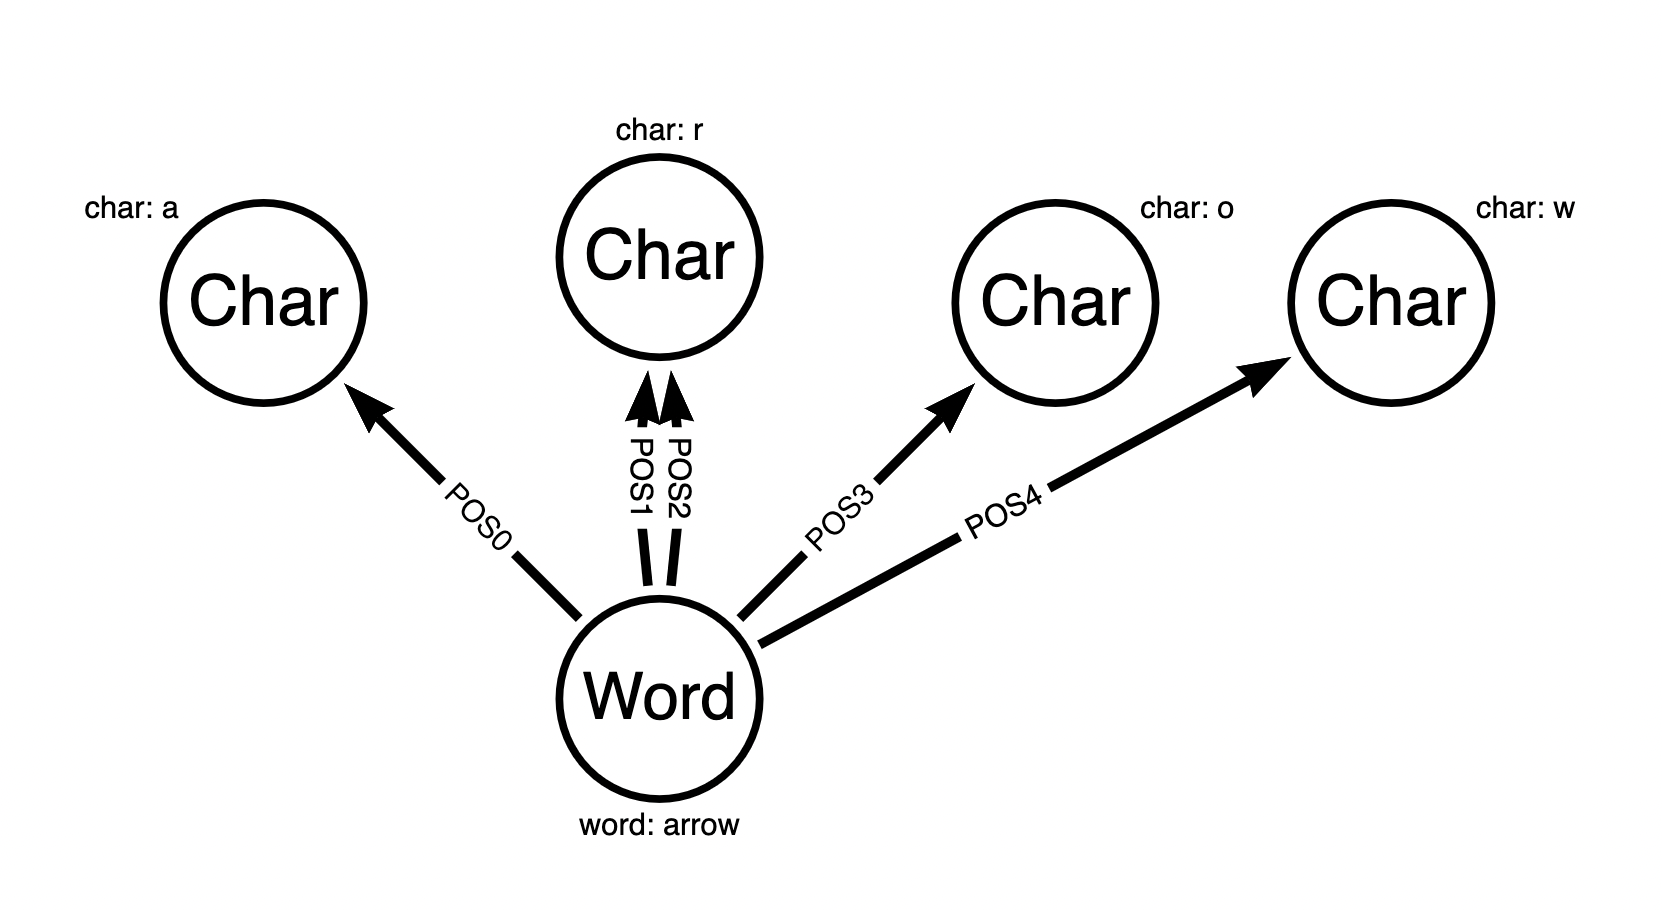 char: r
char: a
char: o
char: w
Char
Char
Char
Char
POS0
POS1
POS2
POS3
POS4
Word
word: arrow